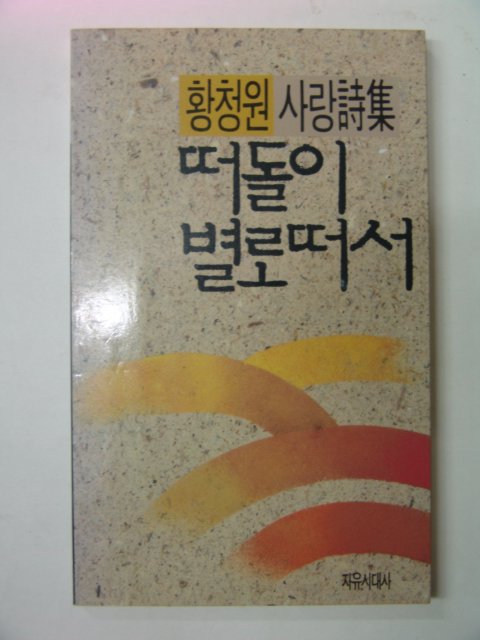 황청원 사랑詩集
떠돌이
별로떠서
자유시대사